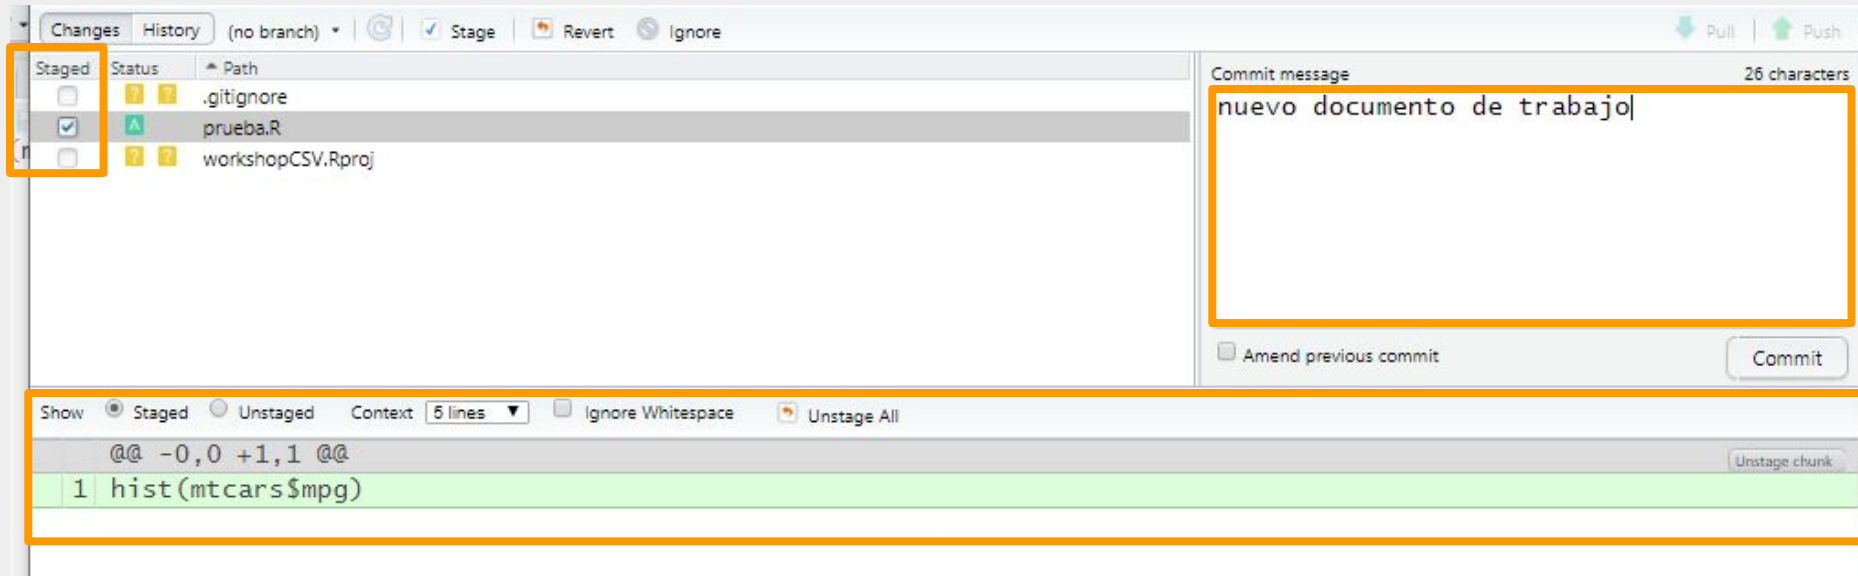 Changes History (no branch) Stage Revert Ignore Pull Push
Staged Status Path
? ? .gitignore
A prueba.R
? ? workshopCSV.Rproj
Commit message 26 characters
nuevo documento de trabajo
Amend previous commit Commit
Show Staged Unstaged Context 5 lines Ignore Whitespace Unstage All
@@ -0,0 +1,1 @@ Unstage chunk
1 hist(mtcars$mpg)